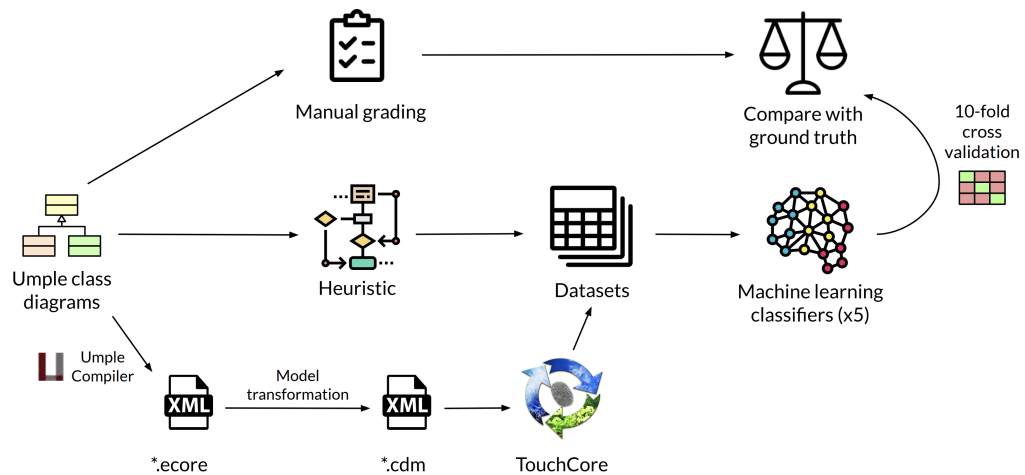 Manual grading
Compare with
ground truth
10-fold
cross
validation
Umple class
diagrams
Heuristic
Datasets
Machine learning
classifiers (x5)
Umple
Compiler
XML
Model
transformation
XML
*.ecore
*.cdm
TouchCore